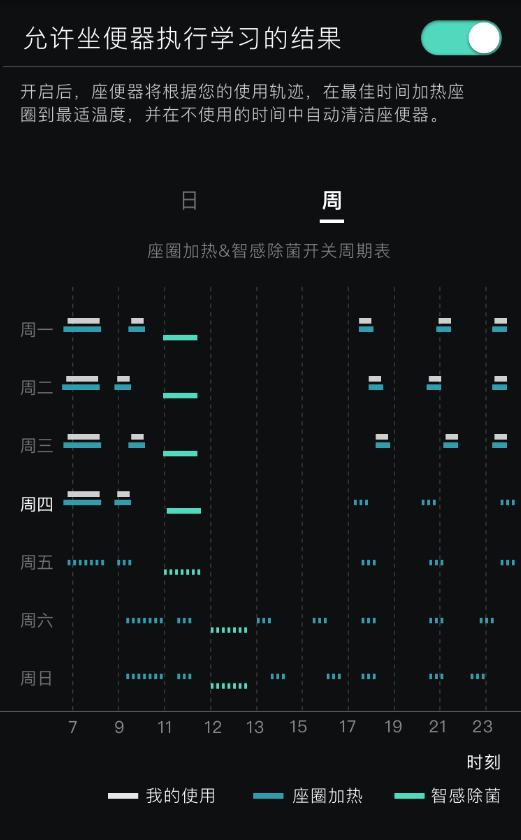 允许坐便器执行学习的结果
开启后，座便器将根据您的使用轨迹，在最佳时间加热座
圈到最适温度，并在不使用的时间中自动清洁座便器。
日 周
座圈加热&智感除菌开关周期表
周一
周二
周三
周四
周五
周六
周日
7 9 11 12 13 15 17 19 21 23
时刻
我的使用 座圈加热 智感除菌